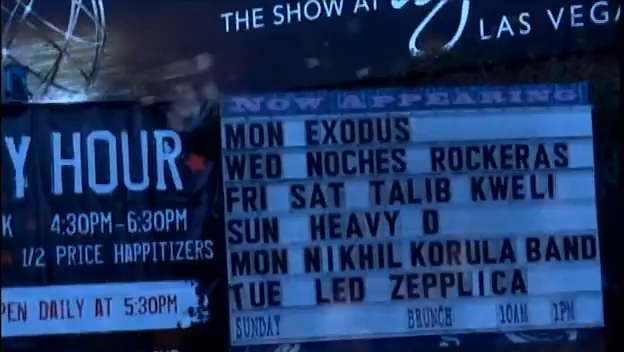 THE SHOW AT
LAS VEGA
NOW APPEARING
MON EXODUS
WED NOCHES ROCKERAS
FRI SAT TALIB KWELI
SUN HEAVY D
MON NIKHIL KORULA BAND
TUE LED ZEPPLICA
SUNDAY BRUNCH 10AM 1PM
Y HOUR
K 4:30PM-6:30PM
1/2 PRICE HAPPITIZERS
PEN DAILY AT 5:30PM